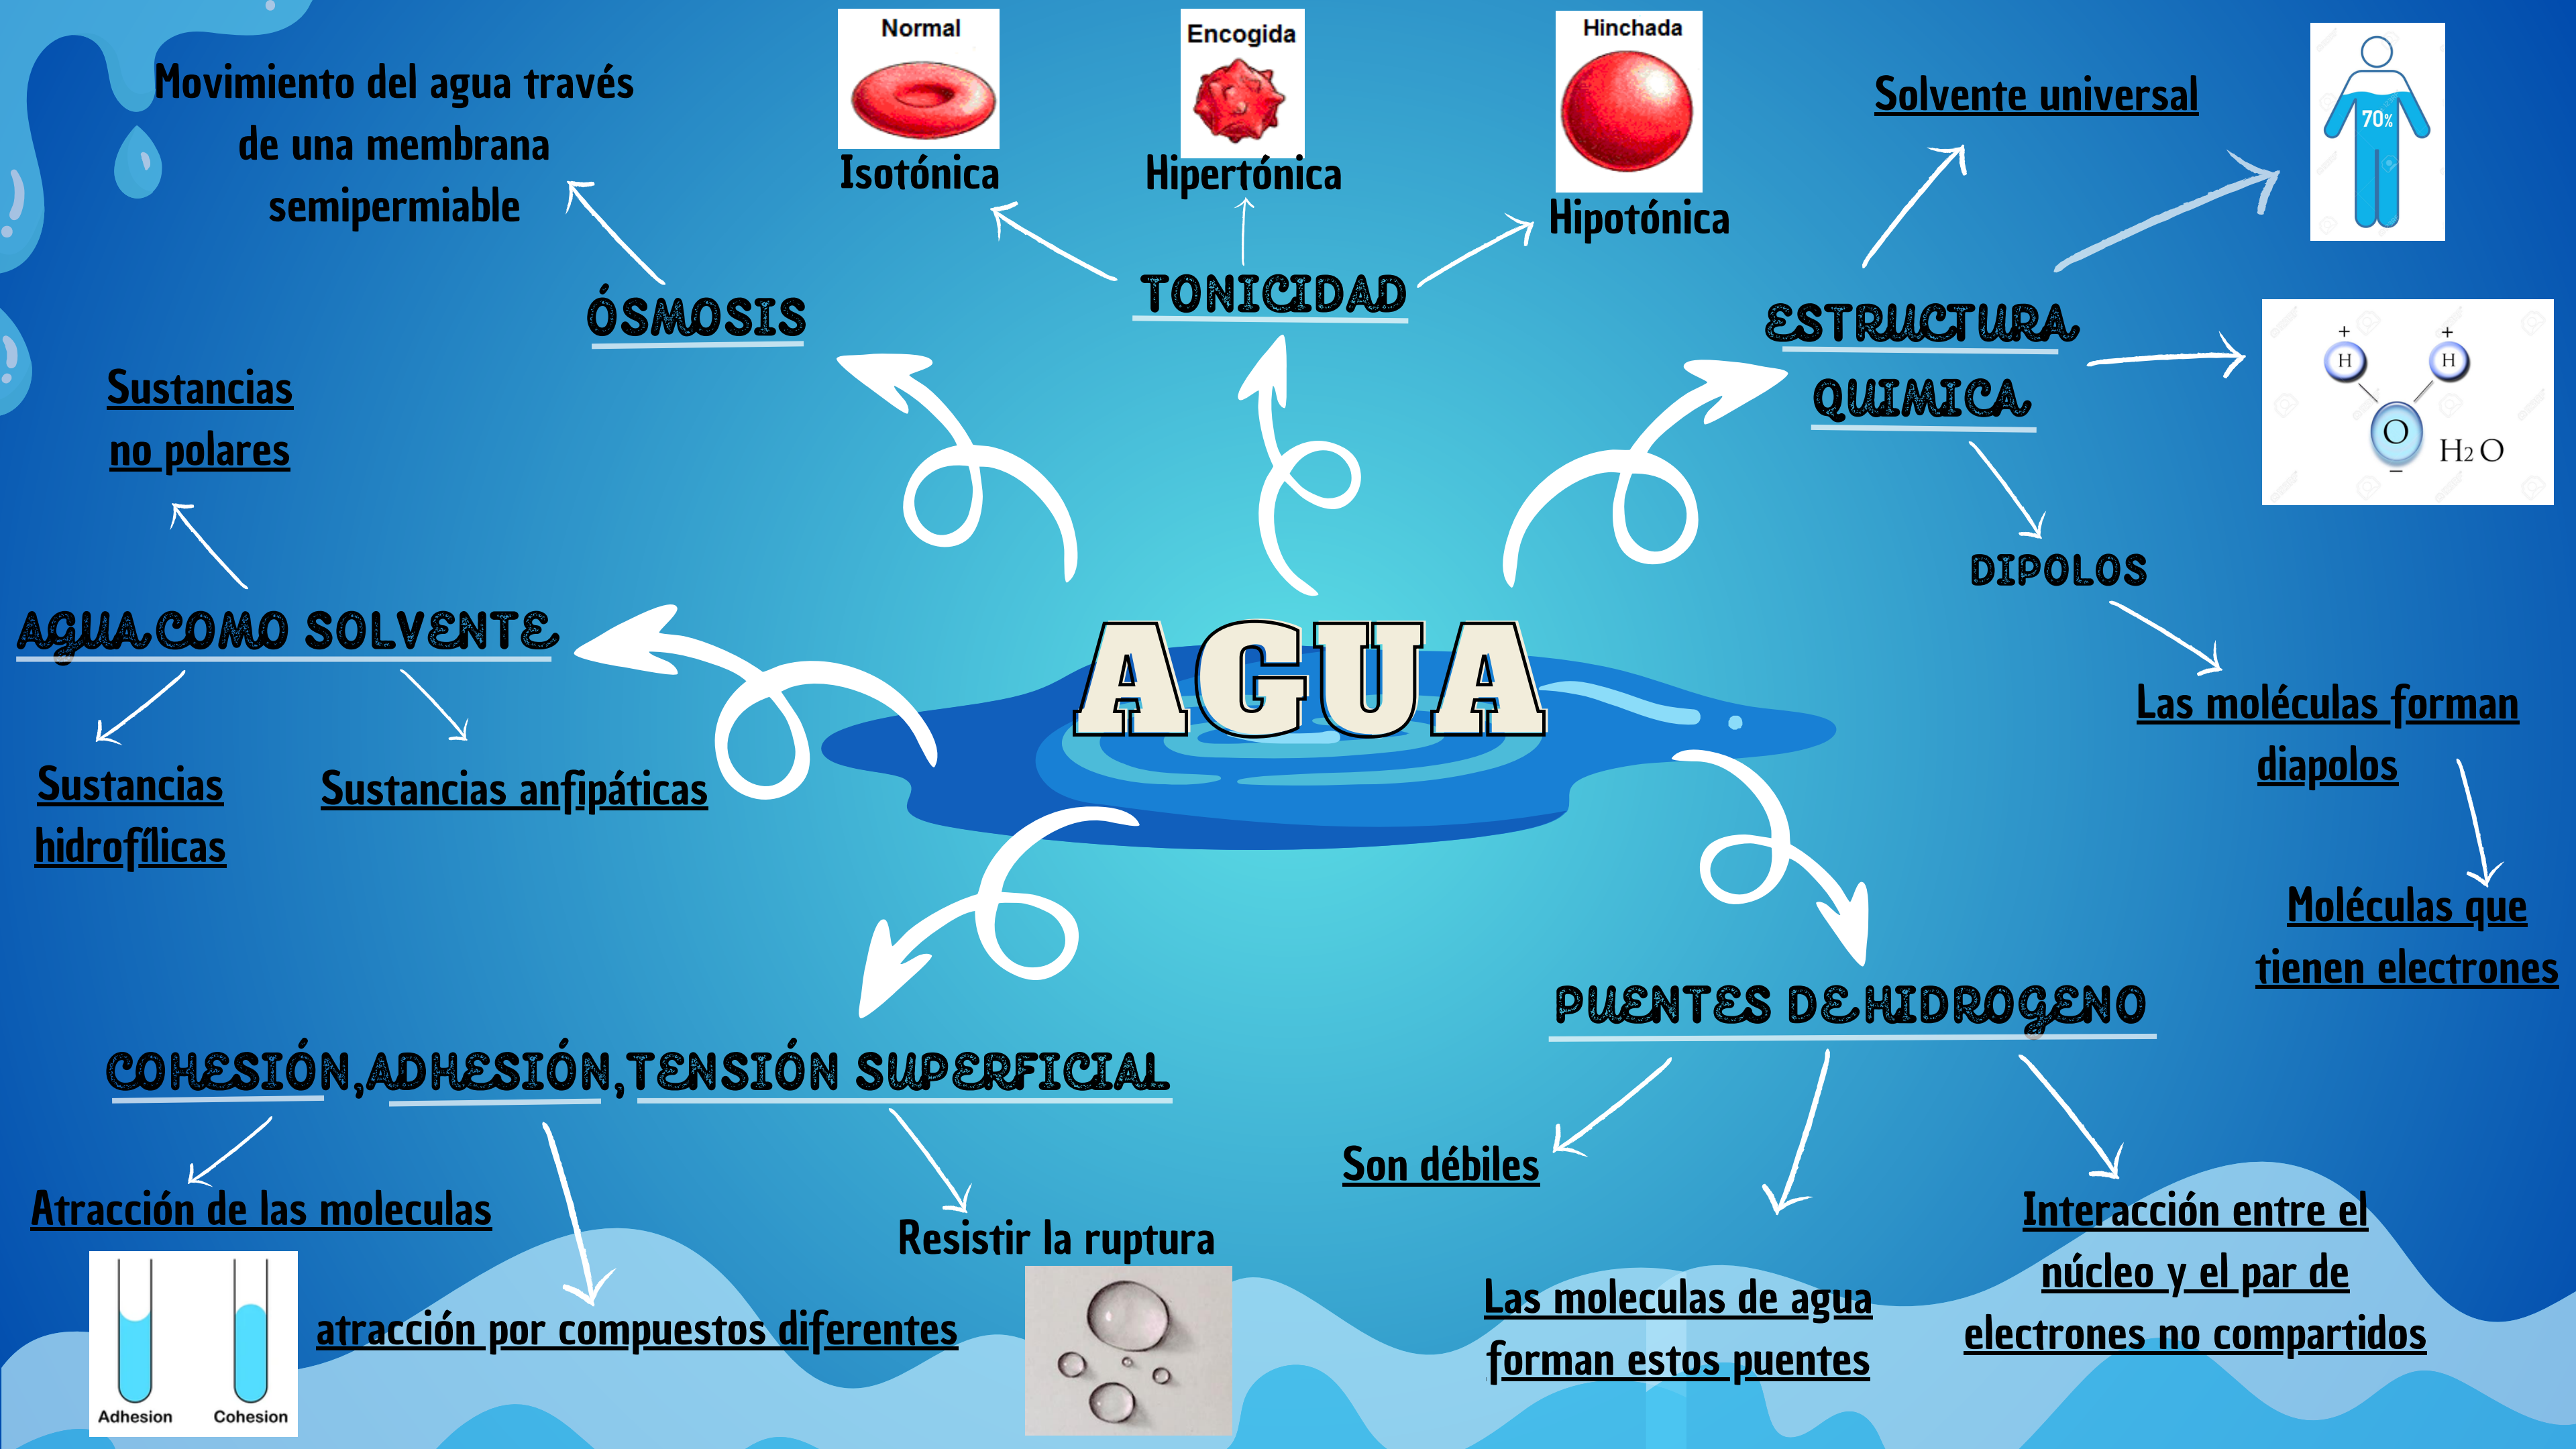 Movimiento del agua través
de una membrana
semipermiable
ÓSMOSIS
Normal
Isotónica
Encogida
Hipertónica
Hinchada
Hipotónica
TONICIDAD
Solvente universal
70%
ESTRUCTURA
QUIMICA
+ +
H H
O
−
H2 O
DIPOLOS
Las moléculas forman
diapolos
Moléculas que
tienen electrones
Sustancias
no polares
AGUA COMO SOLVENTE
Sustancias
hidrofílicas
Sustancias anfipáticas
AGUA
COHESIÓN,ADHESIÓN,TENSIÓN SUPERFICIAL
Atracción de las moleculas
Adhesion Cohesion
atracción por compuestos diferentes
Resistir la ruptura
PUENTES DE HIDROGENO
Son débiles
Las moleculas de agua
forman estos puentes
Interacción entre el
núcleo y el par de
electrones no compartidos